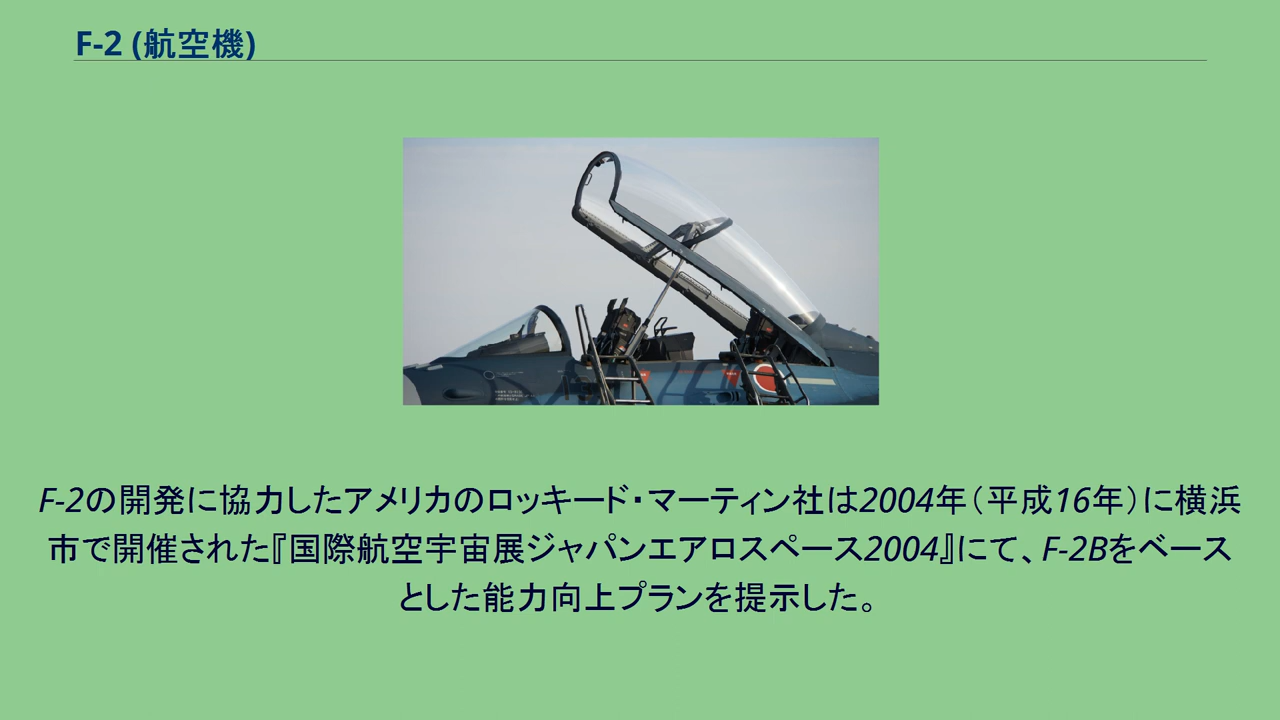 F-2 (航空機)
F-2の開発に協力したアメリカのロッキード・マーティン社は2004年（平成16年）に横浜
市で開催された『国際航空宇宙展ジャパンエアロスペース2004』にて、F-2Bをベース
とした能力向上プランを提示した。